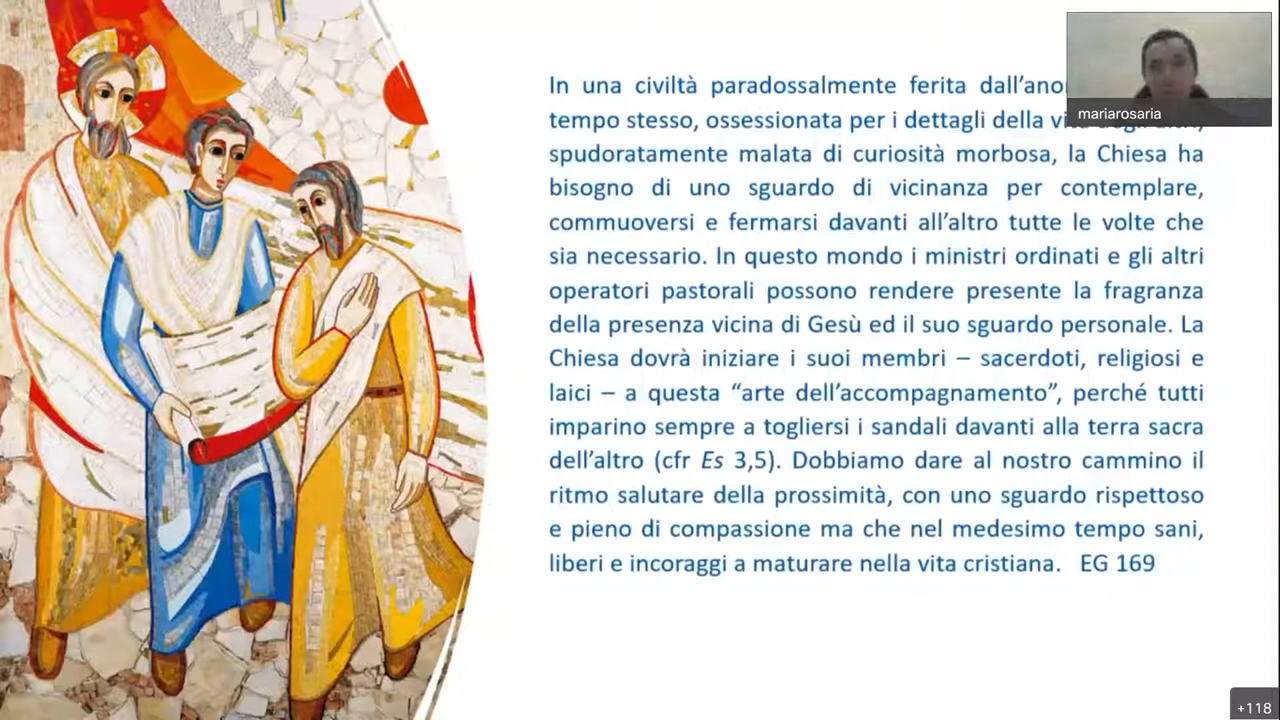 In una civiltà paradossalmente ferita
tempo stesso, ossessionata per i dettagli della
spudoratamente malata di curiosità morbosa, la Chiesa ha
bisogno di uno sguardo di vicinanza per contemplare,
commuoversi e fermarsi davanti all’altro tutte le volte che
sia necessario. In questo mondo i ministri ordinati e gli altri
operatori pastorali possono rendere presente la fragranza
della presenza vicina di Gesù ed il suo sguardo personale. La
Chiesa dovrà iniziare i suoi membri – sacerdoti, religiosi e
laici – a questa “arte dell’accompagnamento”, perché tutti
imparino sempre a togliersi i sandali davanti alla terra sacra
dell’altro (cfr Es 3,5). Dobbiamo dare al nostro cammino il
ritmo salutare della prossimità, con uno sguardo rispettoso
e pieno di compassione ma che nel medesimo tempo sani,
liberi e incoraggi a maturare nella vita cristiana. EG 169
mariarosaria
+118